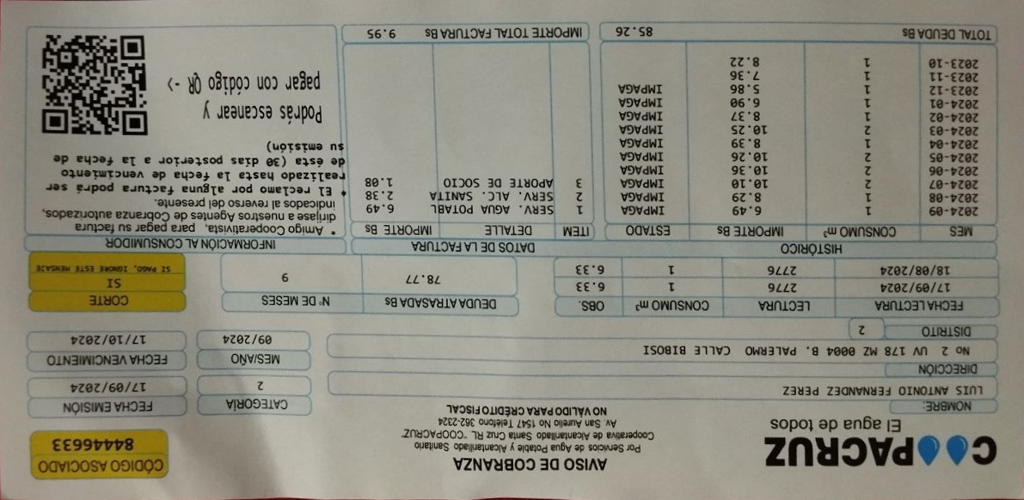 COOPACRUZ
El agua de todos
AVISO DE COBRANZA
Por Servicios de Agua Potable y Alcantarillado Sanitario
Cooperativa de Alcantarillado Santa Cruz RL. "COOPACRUZ"
Av. San Aurelio No 1547 Teléfono 362-2324
NO VÁLIDO PARA CRÉDITO FISCAL
CÓDIGO ASOCIADO
84446633
NOMBRE:
LUIS ANTONIO FERNANDEZ PEREZ
DIRECCIÓN
No 2 UV 178 MZ 0004 B. PALERMO CALLE BIBOSI
DISTRITO
2
CATEGORÍA
2
FECHA EMISIÓN
17/09/2024
MES/AÑO
09/2024
FECHA VENCIMIENTO
17/10/2024
FECHA LECTURA LECTURA CONSUMO m³ OBS.
17/09/2024 2776 1 6.33
18/08/2024 2776 1 6.33
DEUDA ATRASADA Bs Nº DE MESES
78.77 9
CORTE
SI
SI PAGO, IGNORE ESTE MENSAJE
HISTÓRICO
MES CONSUMO m³ IMPORTE Bs ESTADO
2024-09 1 6.49 IMPAGA
2024-08 1 8.29 IMPAGA
2024-07 2 10.10 IMPAGA
2024-06 2 10.36 IMPAGA
2024-05 2 10.26 IMPAGA
2024-04 1 8.39 IMPAGA
2024-03 2 10.25 IMPAGA
2024-02 1 8.37 IMPAGA
2024-01 1 6.90 IMPAGA
2023-12 1 5.86 IMPAGA
2023-11 1 7.36
2023-10 1 8.22
TOTAL DEUDA Bs 85.26
DATOS DE LA FACTURA
ITEM DETALLE IMPORTE Bs
1 SERV. AGUA POTABL 6.49
2 SERV. ALC. SANITA 2.38
3 APORTE DE SOCIO 1.08
IMPORTE TOTAL FACTURA Bs 9.95
INFORMACIÓN AL CONSUMIDOR
* Amigo Cooperativista, para pagar su factura
dirijase a nuestros Agentes de Cobranza autorizados,
indicados al reverso del presente.
• El reclamo por alguna factura podrá ser
realizado hasta la fecha de vencimiento
de ésta (30 días posterior a la fecha de
su emisión)
Podrás escanear y
pagar con código QR ->